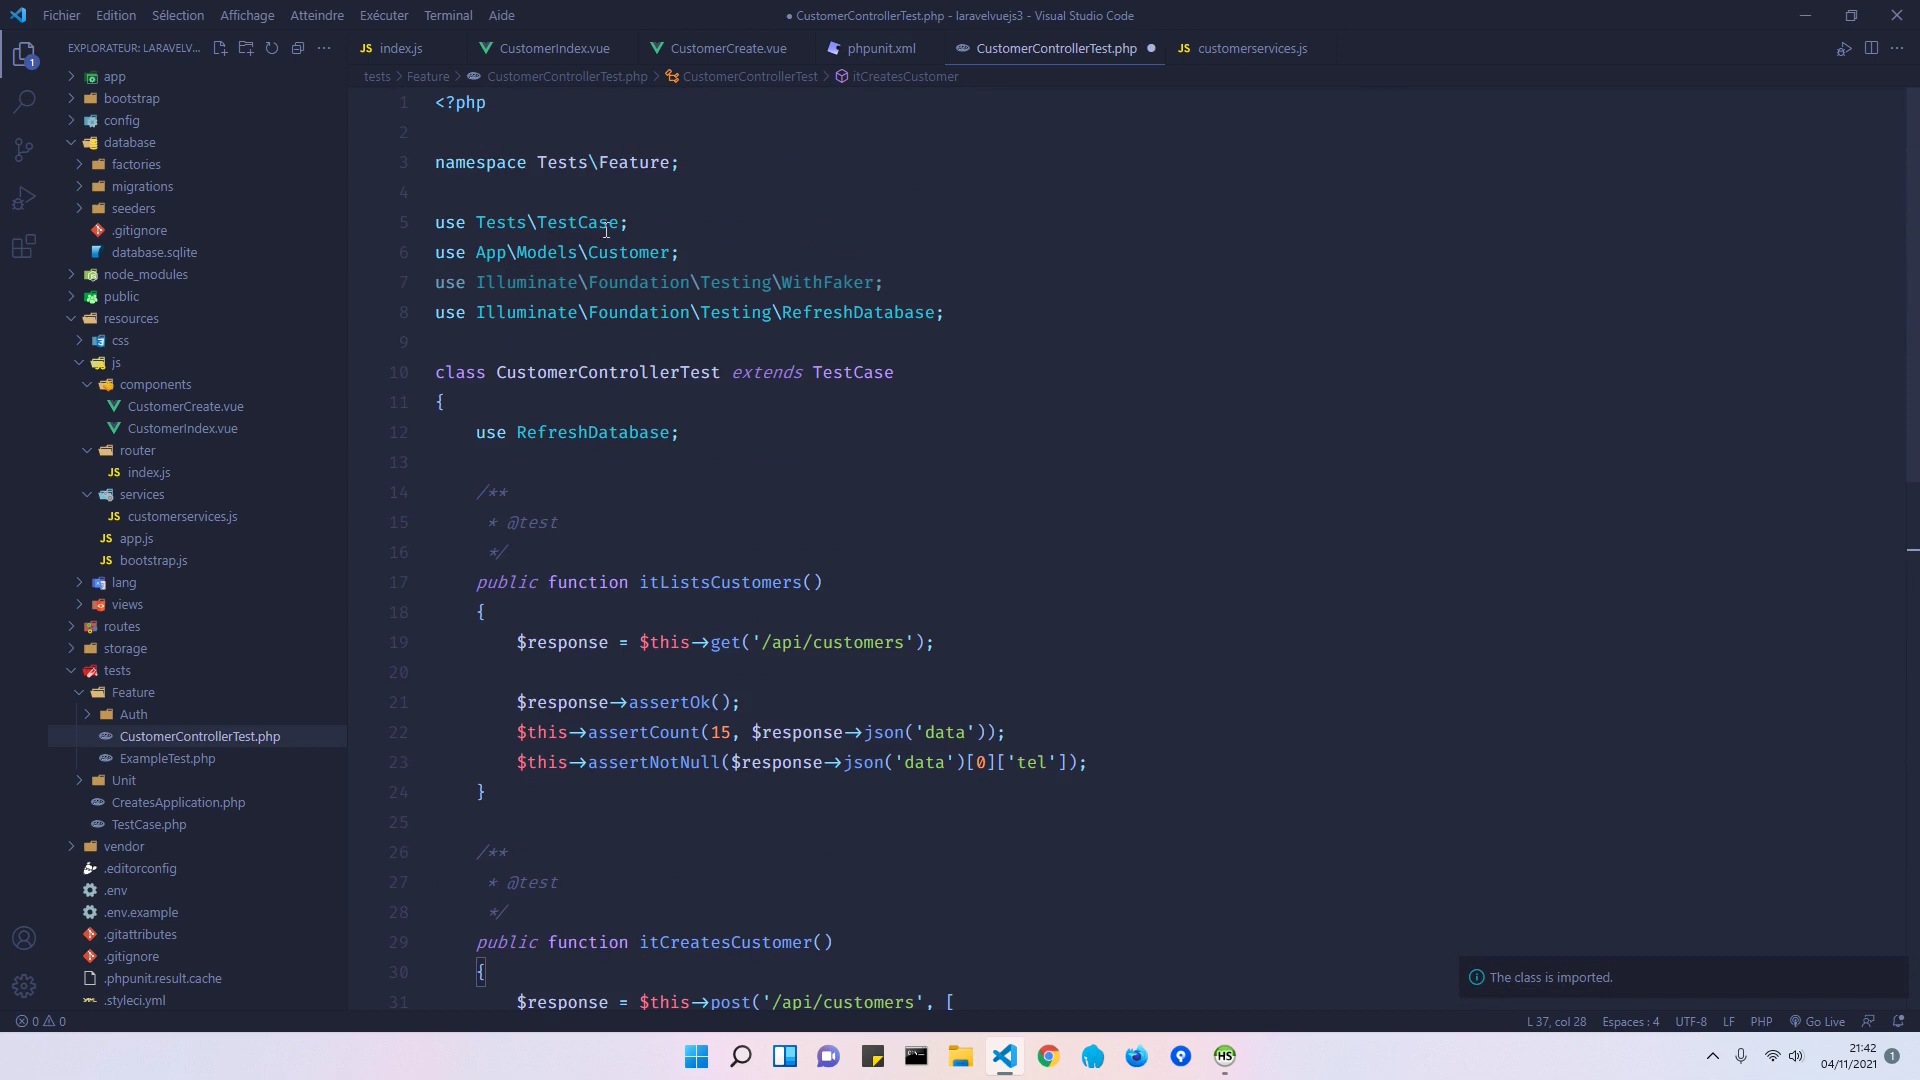 Fichier Edition Sélection Affichage Atteindre Exécuter Terminal Aide
● CustomerControllerTest.php - laravelvuejs3 - Visual Studio Code
EXPLORATEUR: LARAVELV...
index.js CustomerIndex.vue CustomerCreate.vue phpunit.xml CustomerControllerTest.php customerservices.js
tests > Feature > CustomerControllerTest.php > CustomerControllerTest > itCreatesCustomer
1
app
bootstrap
config
database
factories
migrations
seeders
.gitignore
database.sqlite
node_modules
public
resources
css
js
components
CustomerCreate.vue
CustomerIndex.vue
router
index.js
services
customerservices.js
app.js
bootstrap.js
lang
views
routes
storage
tests
Feature
Auth
CustomerControllerTest.php
ExampleTest.php
Unit
CreatesApplication.php
TestCase.php
vendor
.editorconfig
.env
.env.example
.gitattributes
.gitignore
.phpunit.result.cache
.styleci.yml
1 <?php
2
3 namespace Tests\Feature;
4
5 use Tests\TestCase;
6 use App\Models\Customer;
7 use Illuminate\Foundation\Testing\WithFaker;
8 use Illuminate\Foundation\Testing\RefreshDatabase;
9
10 class CustomerControllerTest extends TestCase
11 {
12 use RefreshDatabase;
13
14 /**
15 * @test
16 */
17 public function itListsCustomers()
18 {
19 $response = $this→get('/api/customers');
20
21 $response→assertOk();
22 $this→assertCount(15, $response→json('data'));
23 $this→assertNotNull($response→json('data')[0]['tel']);
24 }
25
26 /**
27 * @test
28 */
29 public function itCreatesCustomer()
30 {
31 $response = $this→post('/api/customers', [
The class is imported.
0 0
L 37, col 28 Espaces : 4 UTF-8 LF PHP Go Live
HS
21:42
04/11/2021
1